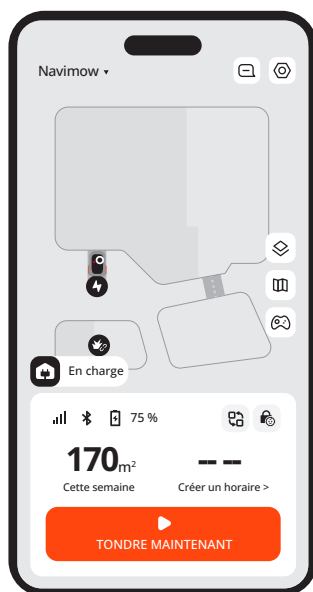 Navimow
En charge
75 %
170m²
-- --
Cette semaine
Créer un horaire >
TONDRE MAINTENANT